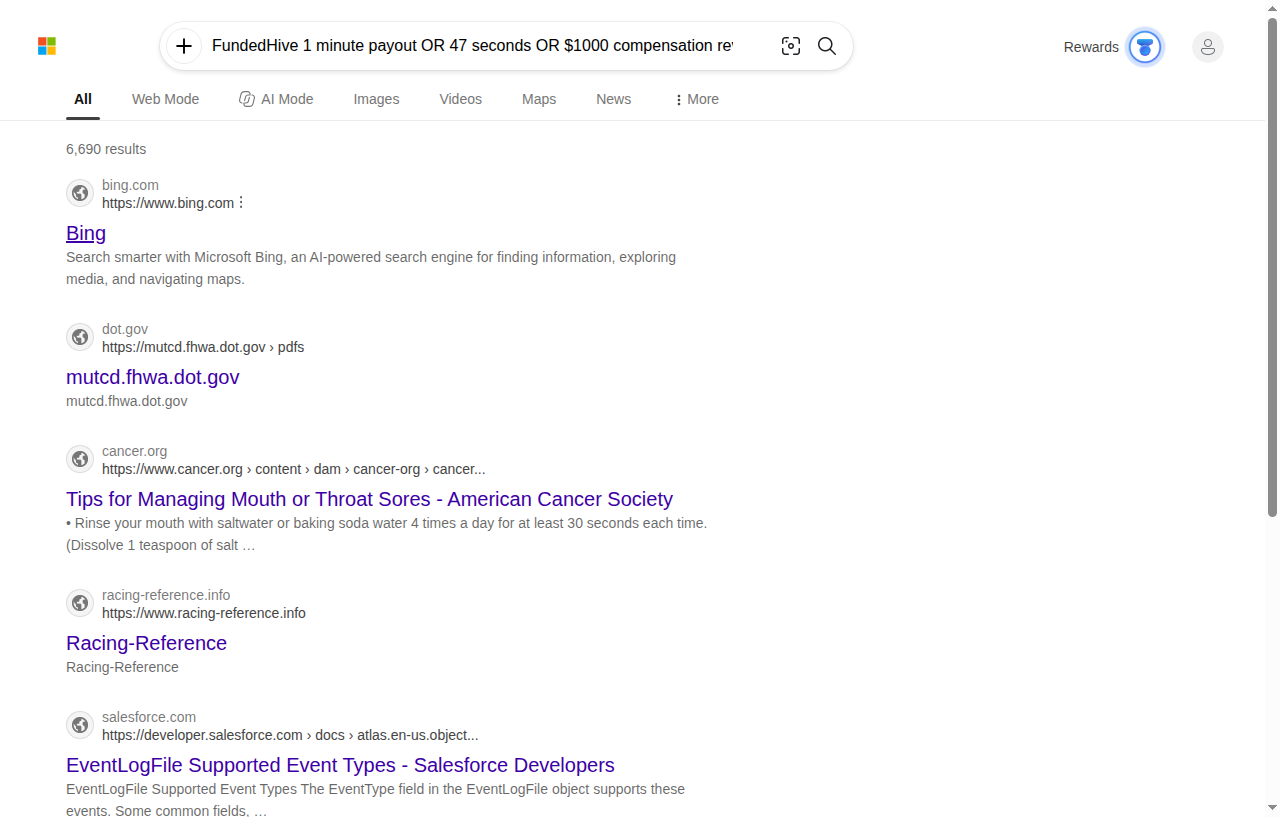 FundedHive 1 minute payout OR 47 seconds OR $1000 compensation re
Rewards
All
Web Mode
AI Mode
Images
Videos
Maps
News
More
6,690 results
bing.com
https://www.bing.com
Bing
Search smarter with Microsoft Bing, an AI-powered search engine for finding information, exploring
media, and navigating maps.
dot.gov
https://mutcd.fhwa.dot.gov › pdfs
mutcd.fhwa.dot.gov
mutcd.fhwa.dot.gov
cancer.org
https://www.cancer.org › content › dam › cancer-org › cancer...
Tips for Managing Mouth or Throat Sores - American Cancer Society
• Rinse your mouth with saltwater or baking soda water 4 times a day for at least 30 seconds each time.
(Dissolve 1 teaspoon of salt …
racing-reference.info
https://www.racing-reference.info
Racing-Reference
Racing-Reference
salesforce.com
https://developer.salesforce.com › docs › atlas.en-us.object...
EventLogFile Supported Event Types - Salesforce Developers
EventLogFile Supported Event Types The EventType field in the EventLogFile object supports these
events. Some common fields, …